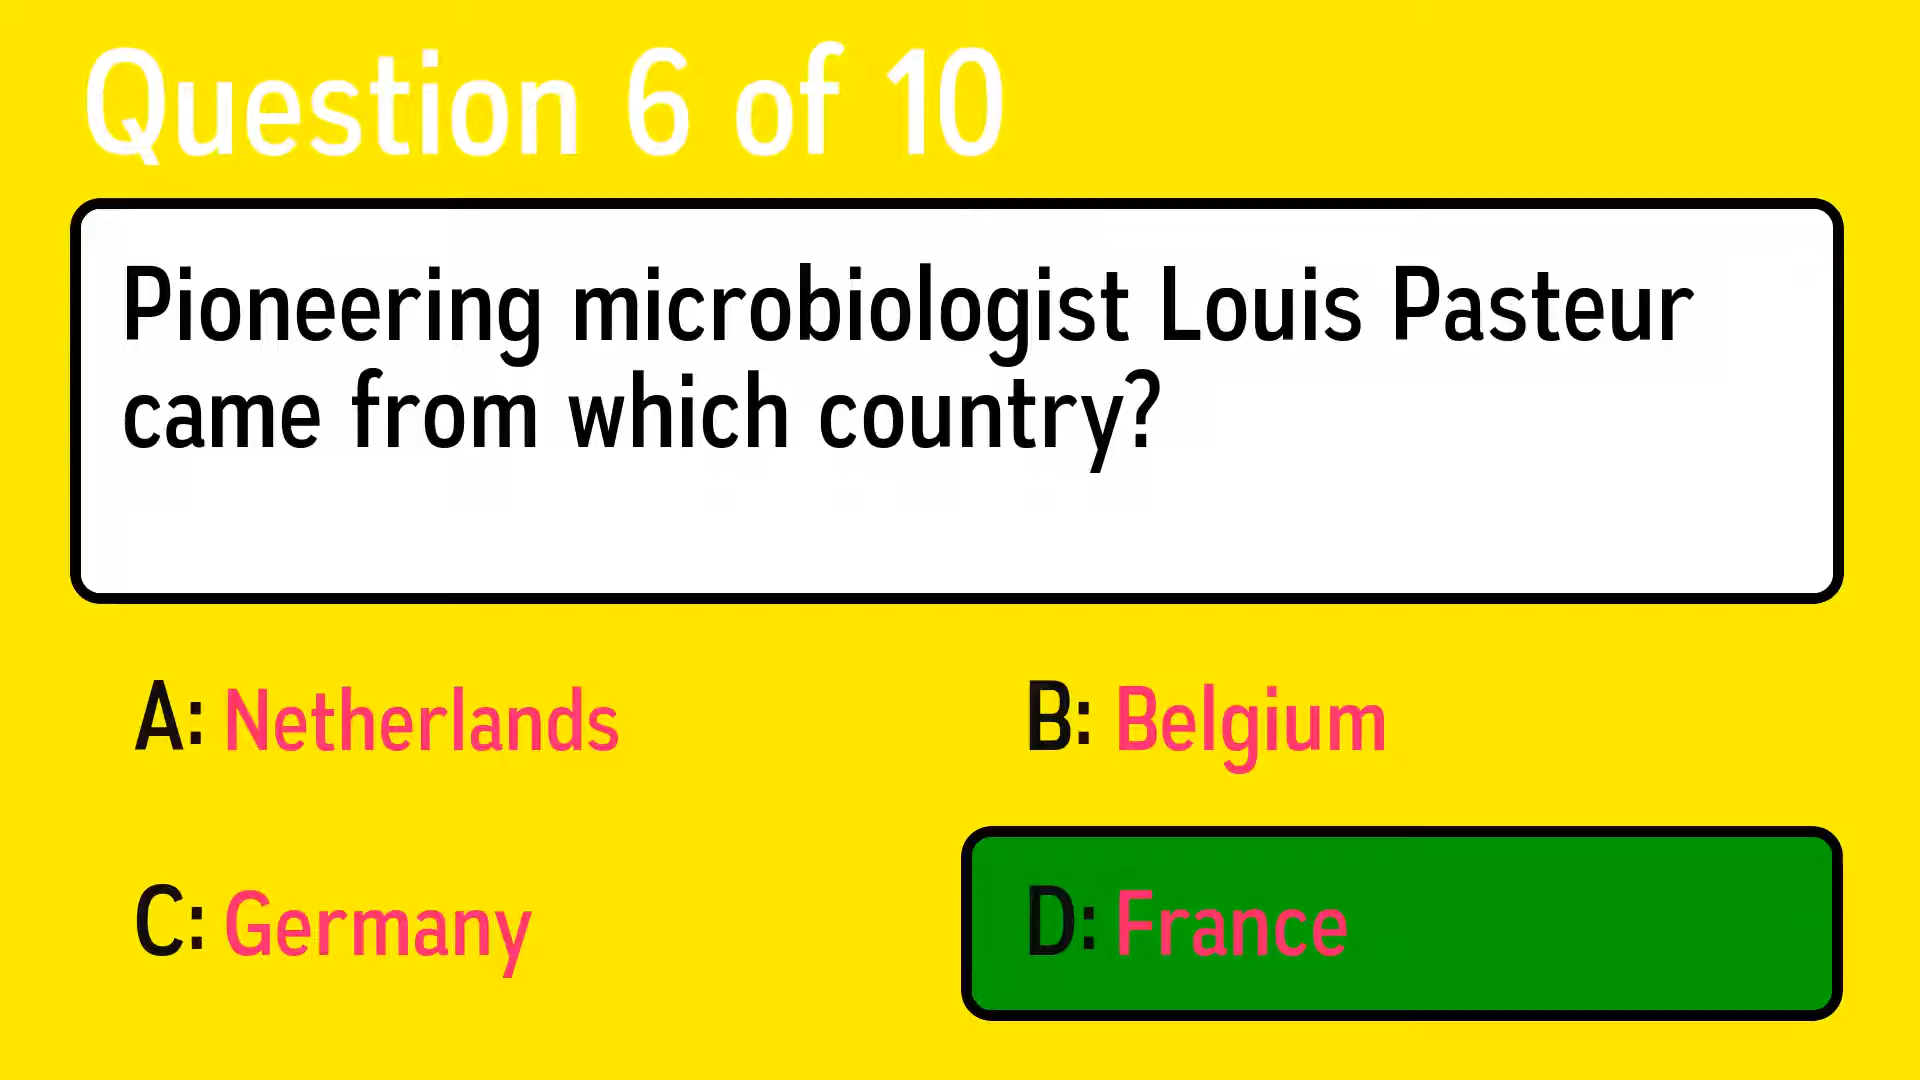 Question 6 of 10
Pioneering microbiologist Louis Pasteur
came from which country?
A: Netherlands
B: Belgium
C: Germany
D: France